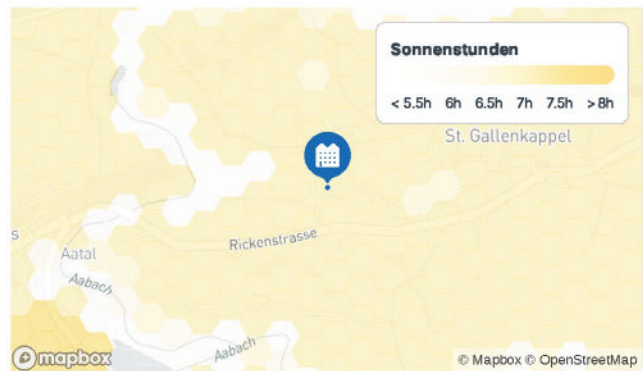 Sonnenstunden
< 5.5h 6h 6.5h 7h 7.5h > 8h
St. Gallenkappel
Rickenstrasse
s
Aatal
Aabach
Aabach
mapbox
© Mapbox © OpenStreetMap